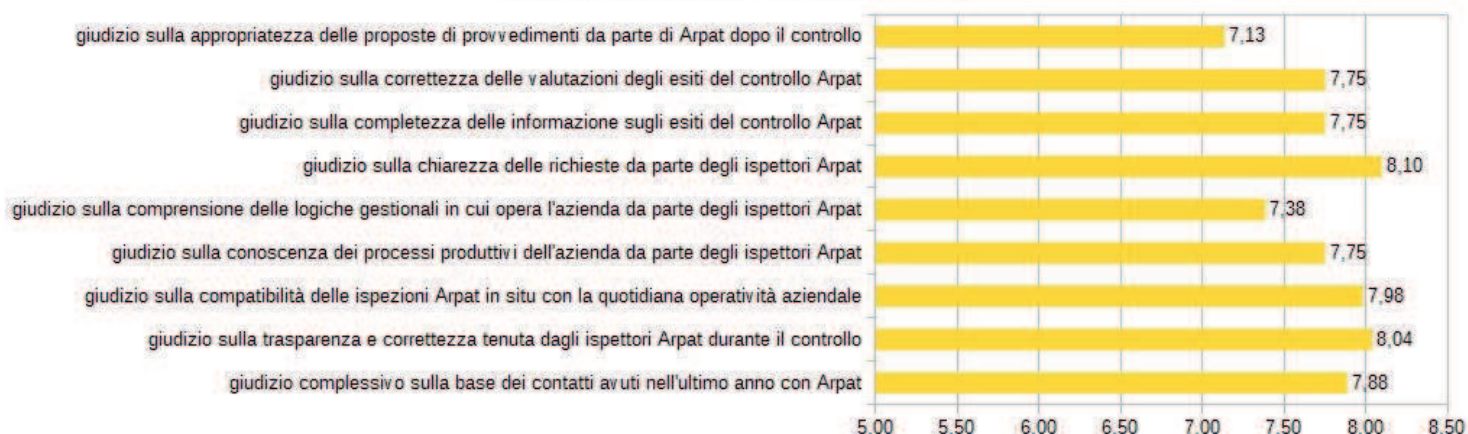 giudizio sulla appropriatezza delle proposte di provvedimenti da parte di Arpat dopo il controllo 7,13
giudizio sulla correttezza delle valutazioni degli esiti del controllo Arpat 7,75
giudizio sulla completezza delle informazione sugli esiti del controllo Arpat 7,75
giudizio sulla chiarezza delle richieste da parte degli ispettori Arpat 8,10
giudizio sulla comprensione delle logiche gestionali in cui opera l'azienda da parte degli ispettori Arpat 7,38
giudizio sulla conoscenza dei processi produttivi dell'azienda da parte degli ispettori Arpat 7,75
giudizio sulla compatibilità delle ispezioni Arpat in situ con la quotidiana operatività aziendale 7,98
giudizio sulla trasparenza e correttezza tenuta dagli ispettori Arpat durante il controllo 8,04
giudizio complessivo sulla base dei contatti avuti nell'ultimo anno con Arpat 7,88
5,00 5,50 6,00 6,50 7,00 7,50 8,00 8,50